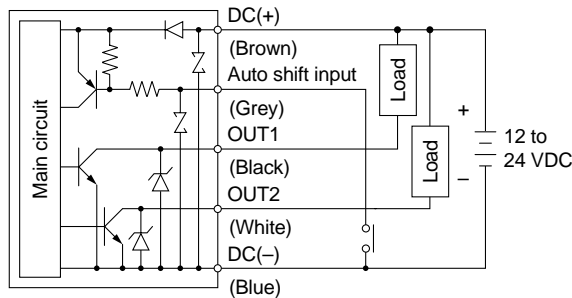 DC(+)
(Brown)
Auto shift input
(Grey)
OUT1
(Black)
OUT2
(White)
DC(–)
(Blue)
Main circuit
Load
Load
+
–
12 to
24 VDC